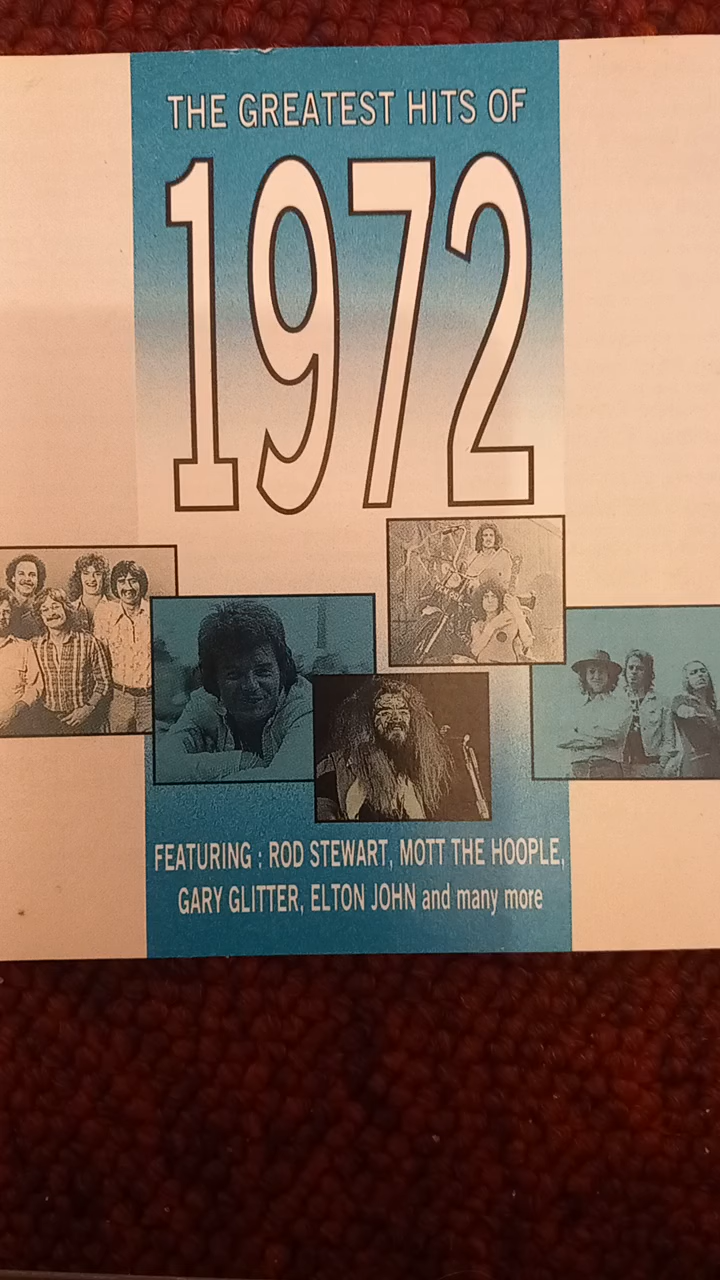 THE GREATEST HITS OF
1972
FEATURING : ROD STEWART, MOTT THE HOOPLE,
GARY GLITTER, ELTON JOHN and many more